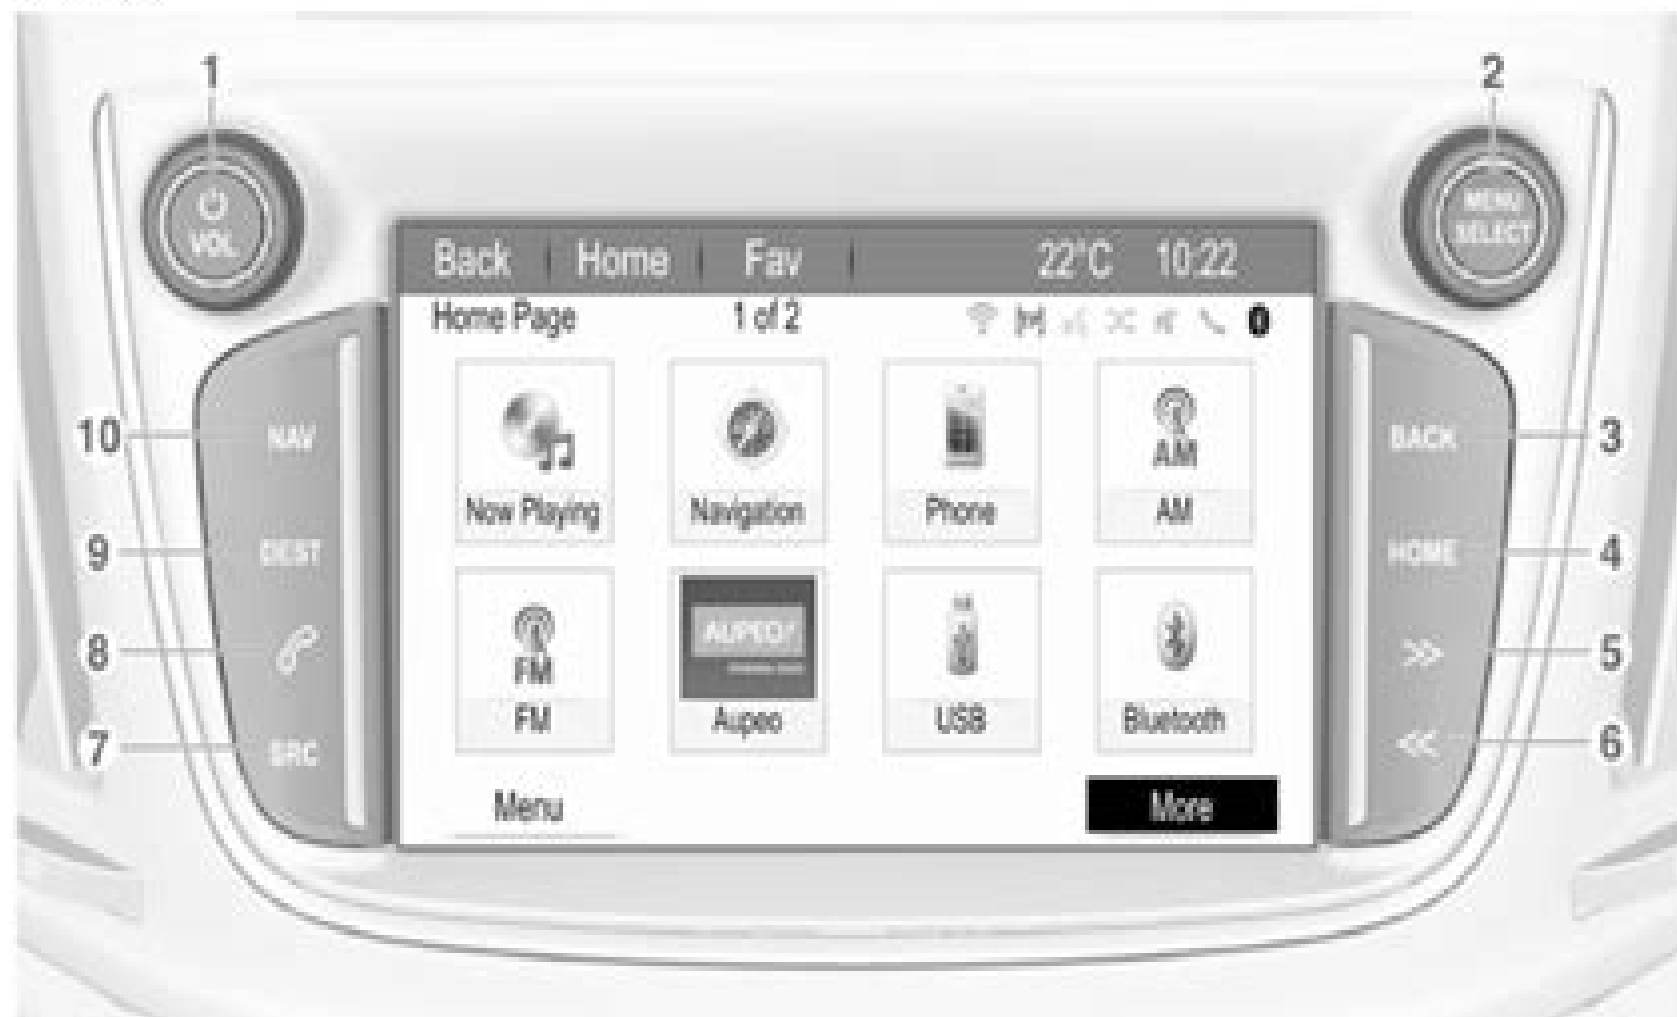 1
2
VOL
MENU
SELECT
Back | Home | Fav | 22°C 10:22
Home Page 1 of 2
10 NAV
BACK 3
Now Playing Navigation Phone AM
AM
9 DEST
HOME 4
8
5
FM AUPEO!
FM Aupeo USB Bluetooth
7 SRC
6
Menu More